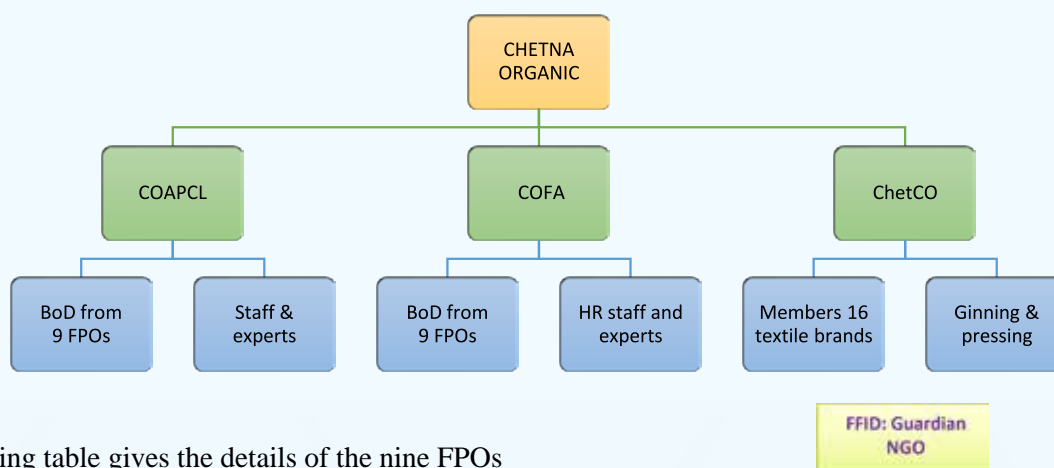 CHETNA
ORGANIC
COAPCL
COFA
ChetCO
BoD from
9 FPOs
Staff &
experts
BoD from
9 FPOs
HR staff and
experts
Members 16
textile brands
Ginning &
pressing
FFID: Guardian
NGO
ing table gives the details of the nine FPOs